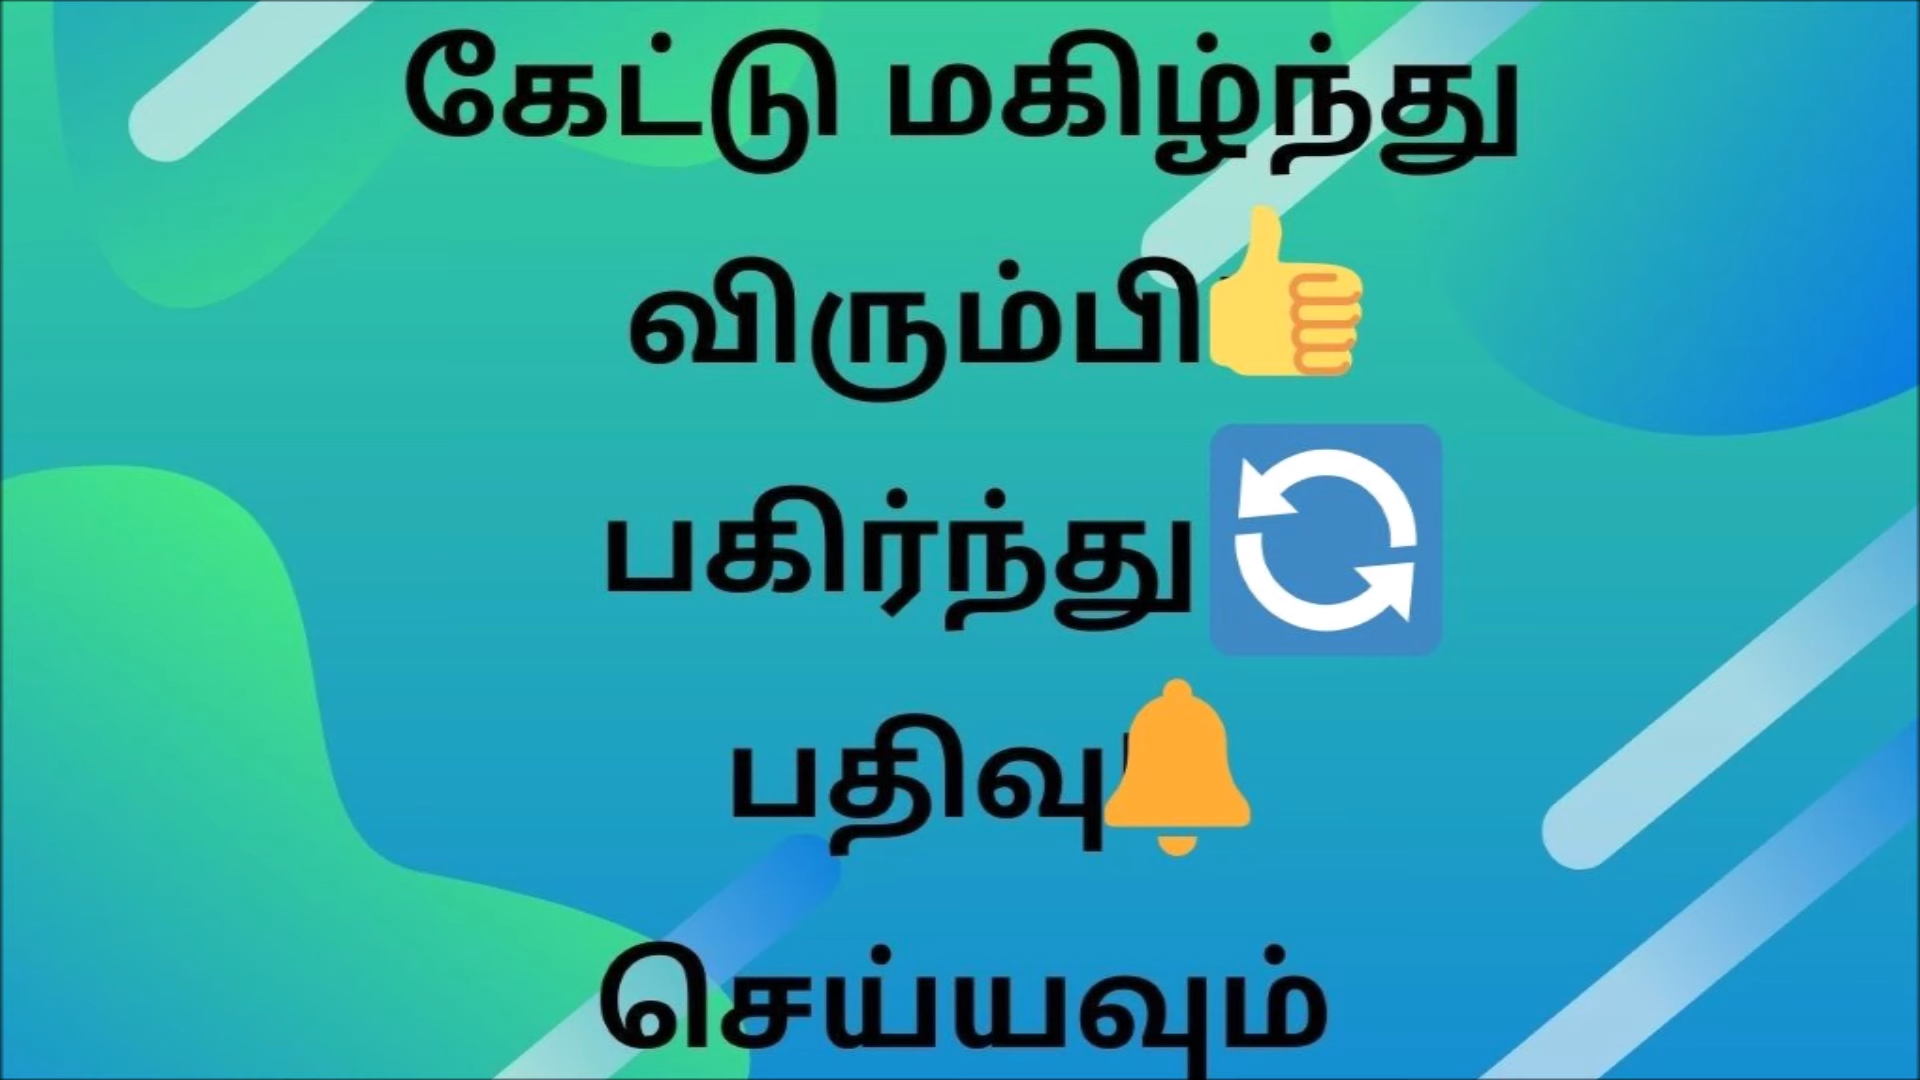 கேட்டு மகிழ்ந்து
விரும்பி👍
பகிர்ந்து 🔄
பதிவு🔔
செய்யவும்